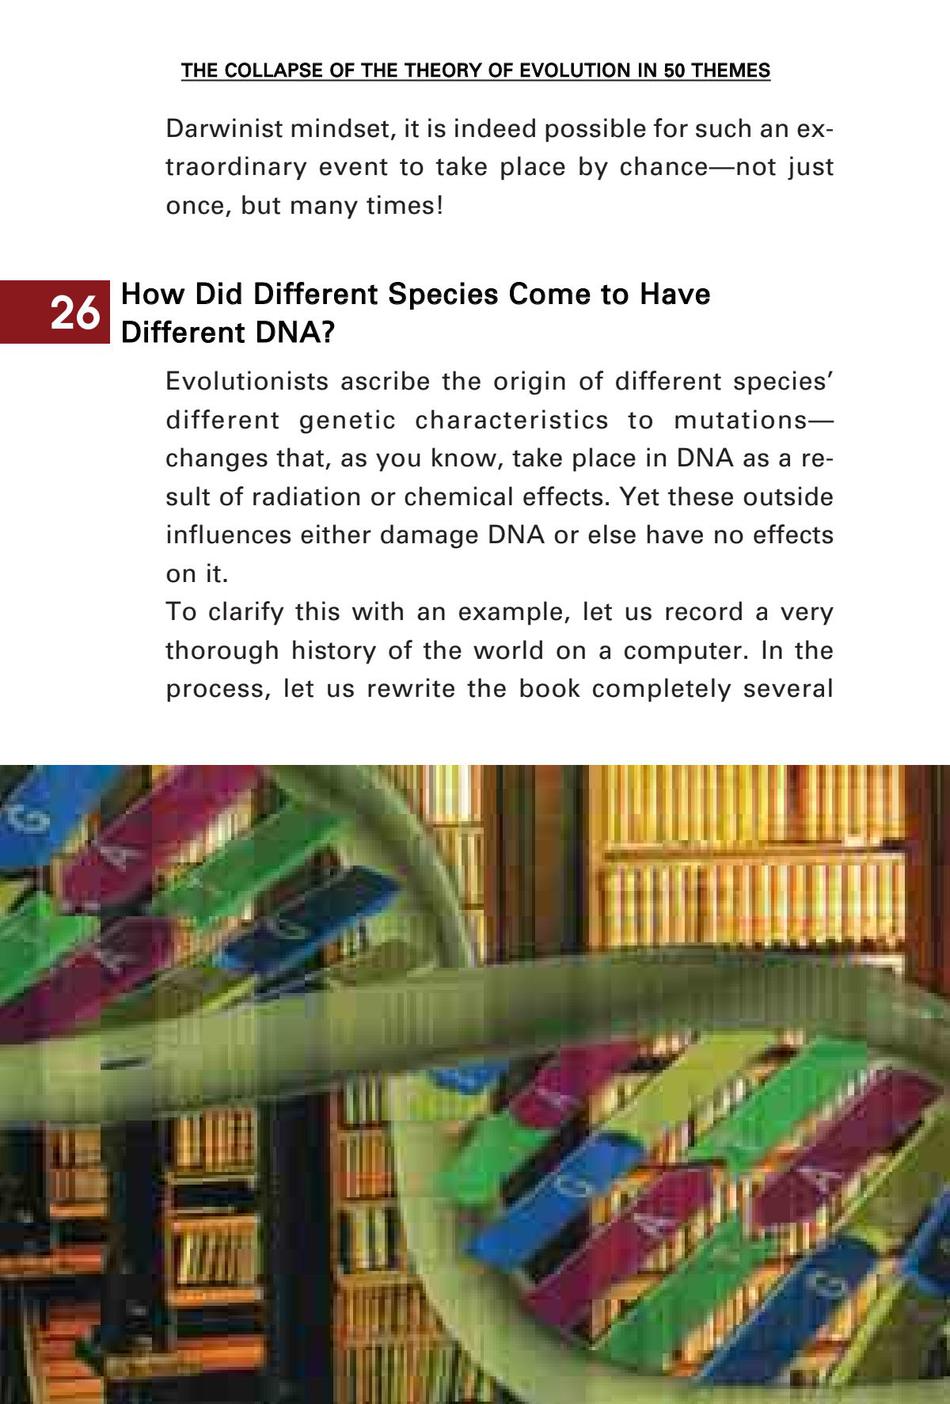 THE COLLAPSE OF THE THEORY OF EVOLUTION IN 50 THEMES
Darwinist mindset, it is indeed possible for such an ex-
traordinary event to take place by chance—not just
once, but many times!
26
How Did Different Species Come to Have
Different DNA?
Evolutionists ascribe the origin of different species’
different genetic characteristics to mutations—
changes that, as you know, take place in DNA as a re-
sult of radiation or chemical effects. Yet these outside
influences either damage DNA or else have no effects
on it.
To clarify this with an example, let us record a very
thorough history of the world on a computer. In the
process, let us rewrite the book completely several
G
A
A
G
A
G
A
A
G